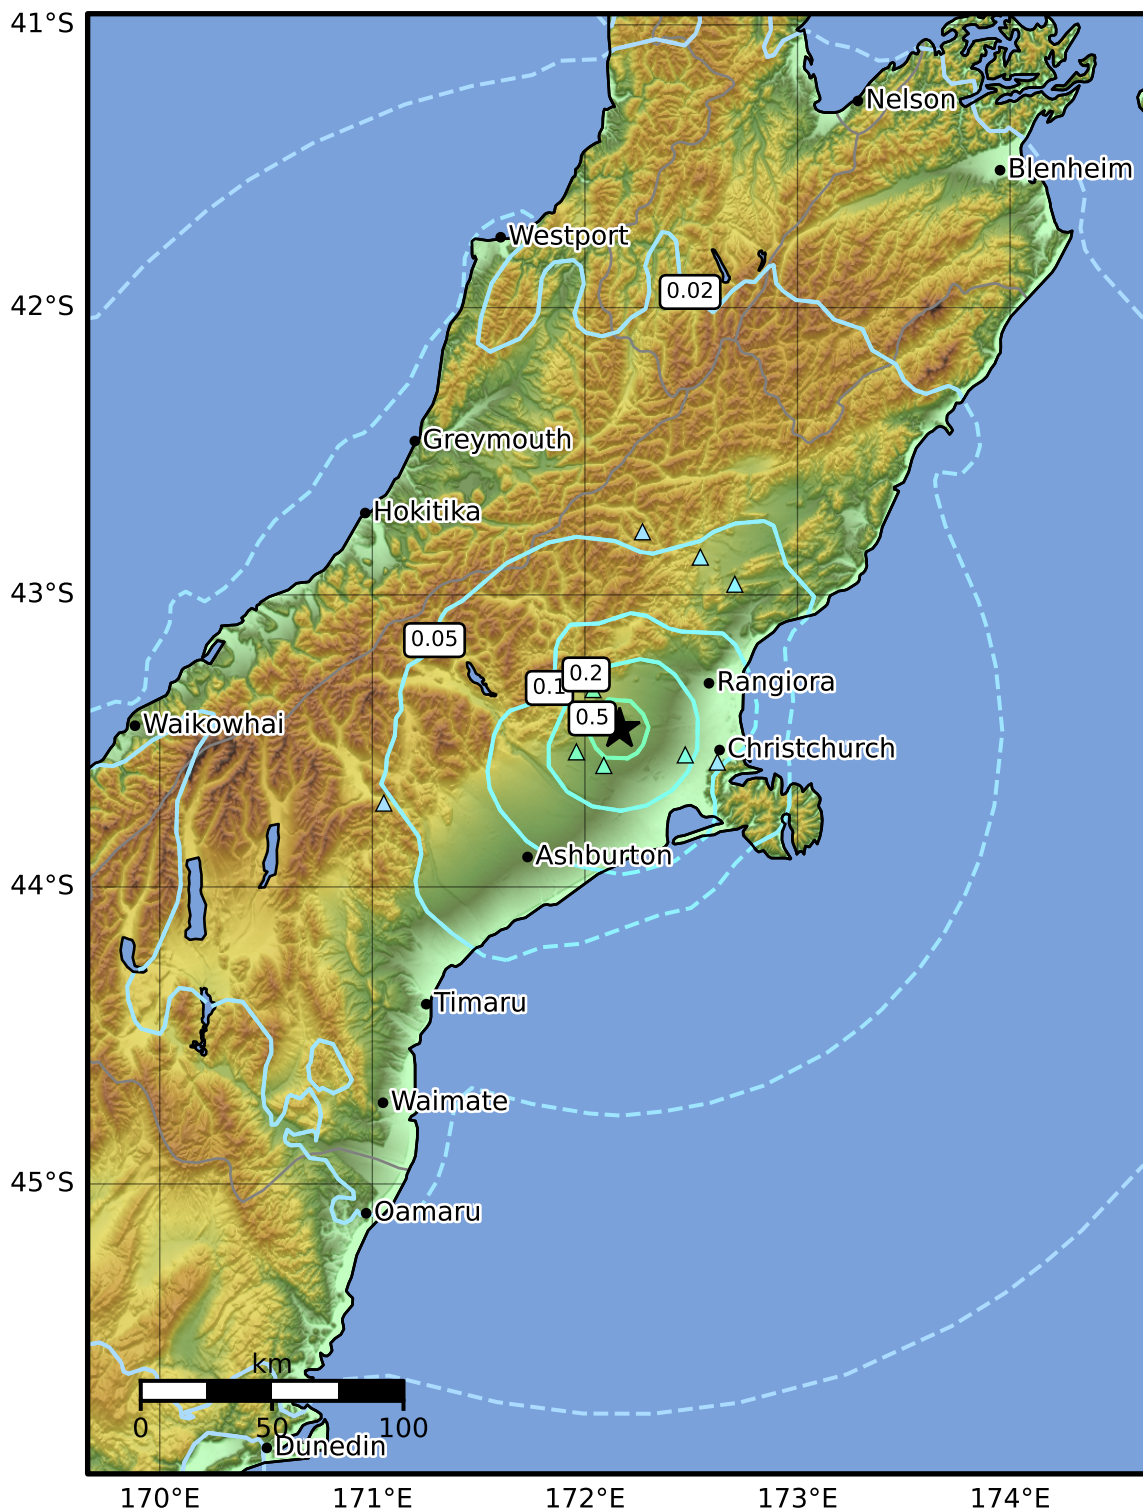 41°S
Nelson
Blenheim
Westport
0.02
42°S
Greymouth
Hokitika
43°S
0.05
0.2
0.1
Rangiora
0.5
Waikowhai
Christchurch
Ashburton
44°S
Timaru
Waimate
45°S
Oamaru
km
0 50 100
Dunedin
170°E 171°E 172°E 173°E 174°E